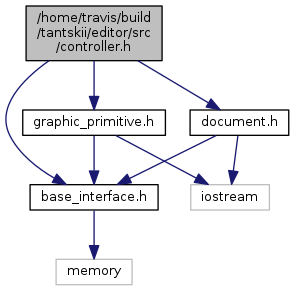 /home/travis/build
/tantskii/editor/src
/controller.h
graphic_primitive.h
document.h
base_interface.h
iostream
memory